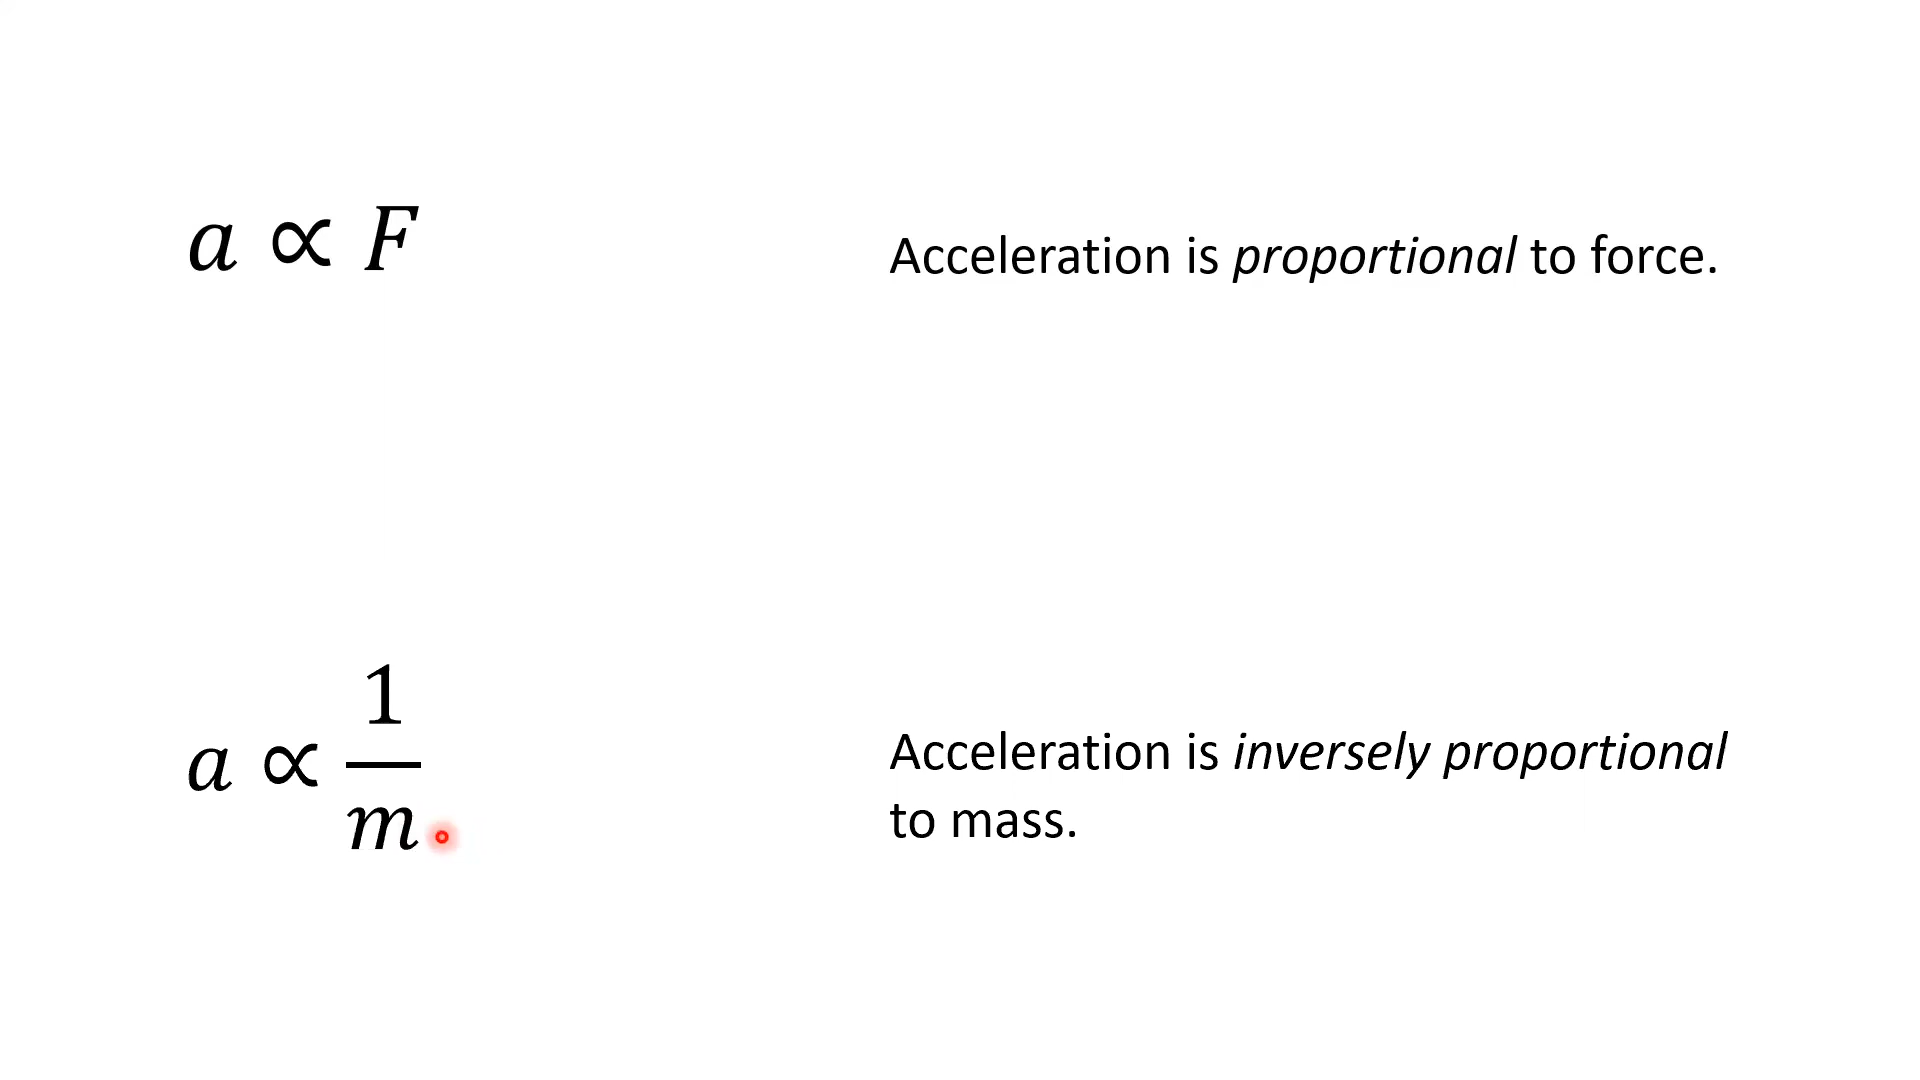 a ∝ F
Acceleration is proportional to force.
a ∝ 1/m
Acceleration is inversely proportional
to mass.